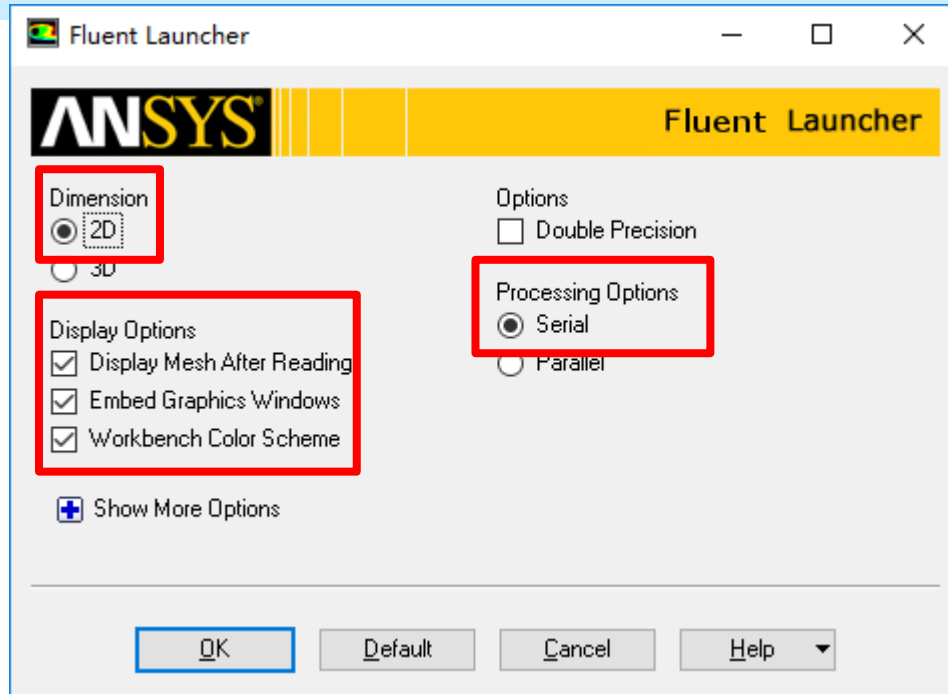 Fluent Launcher
ANSYS®
Fluent Launcher
Dimension
2D
3D
Display Options
Display Mesh After Reading
Embed Graphics Windows
Workbench Color Scheme
Show More Options
Options
Double Precision
Processing Options
Serial
Parallel
OK
Default
Cancel
Help